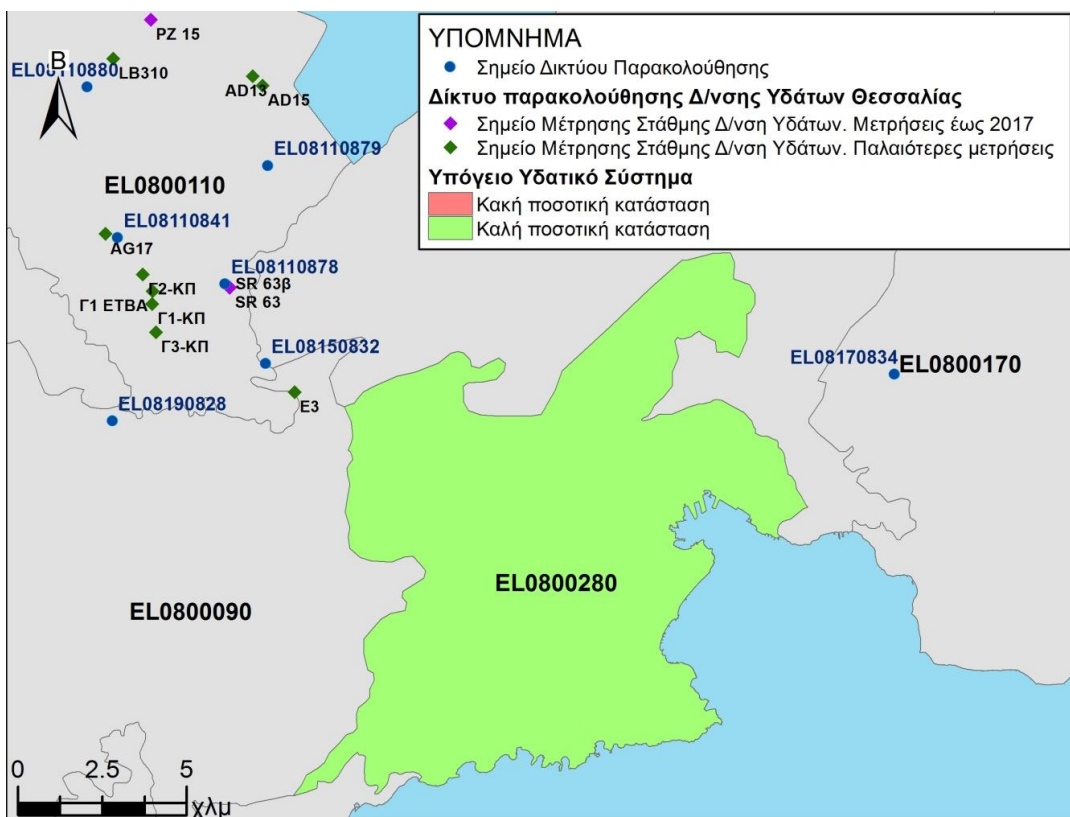 PZ 15
ΥΠΟΜΝΗΜΑ
Σημείο Δικτύου Παρακολούθησης
Δίκτυο παρακολούθησης Δ/νσης Υδάτων Θεσσαλίας
Σημείο Μέτρησης Στάθμης Δ/νση Υδάτων. Μετρήσεις έως 2017
Σημείο Μέτρησης Στάθμης Δ/νση Υδάτων. Παλαιότερες μετρήσεις
Υπόγειο Υδατικό Σύστημα
Κακή ποσοτική κατάσταση
Καλή ποσοτική κατάσταση
Β
EL08110880
LB310
AD13
AD15
EL08110879
EL0800110
EL08110841
AG17
EL08110878
SR 63β
SR 63
Γ2-ΚΠ
Γ1 ΕΤΒΑ
Γ1-ΚΠ
Γ3-ΚΠ
EL08150832
EL08170834
EL0800170
EL08190828
E3
EL0800280
EL0800090
0 2.5 5
χλμ